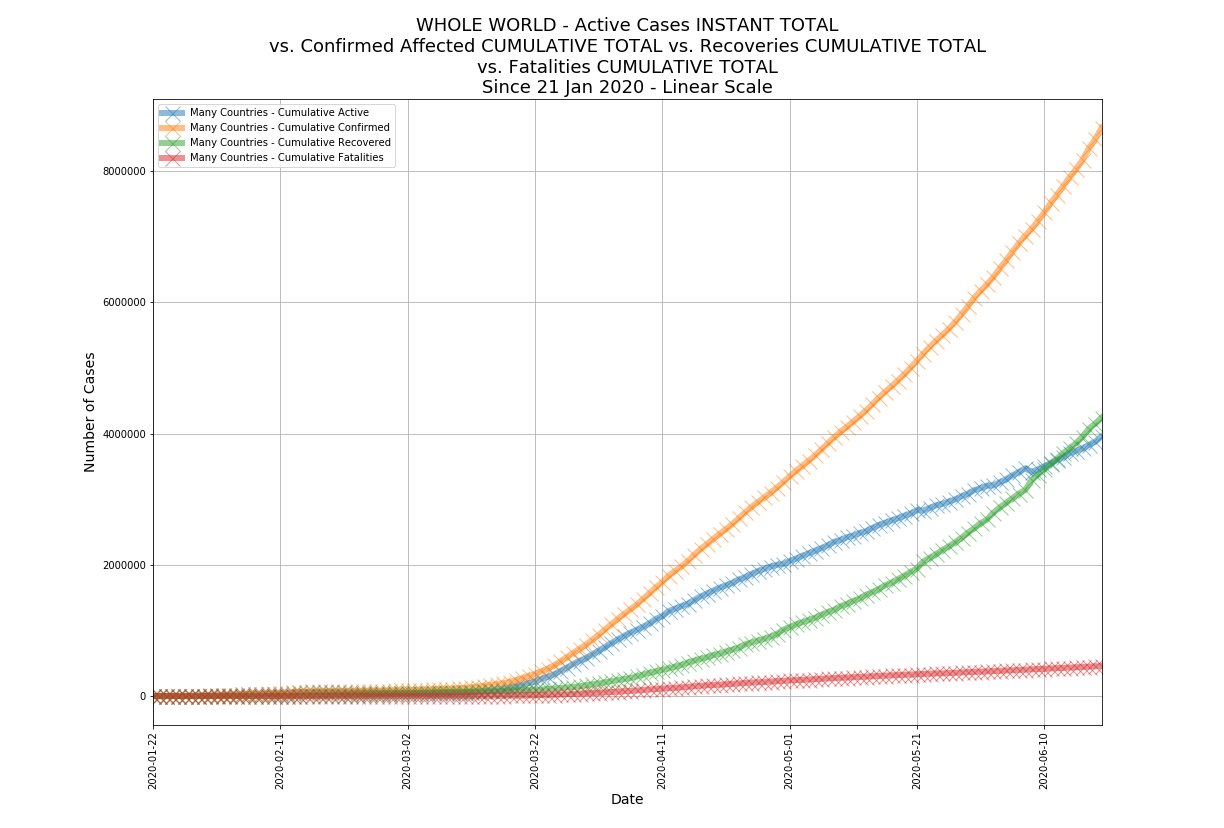 WHOLE WORLD - Active Cases INSTANT TOTAL
vs. Confirmed Affected CUMULATIVE TOTAL vs. Recoveries CUMULATIVE TOTAL
vs. Fatalities CUMULATIVE TOTAL
Since 21 Jan 2020 - Linear Scale
Many Countries - Cumulative Active
Many Countries - Cumulative Confirmed
Many Countries - Cumulative Recovered
Many Countries - Cumulative Fatalities
Number of Cases
8000000
6000000
4000000
2000000
0
2020-01-22
2020-02-11
2020-03-02
2020-03-22
2020-04-11
2020-05-01
2020-05-21
2020-06-10
Date